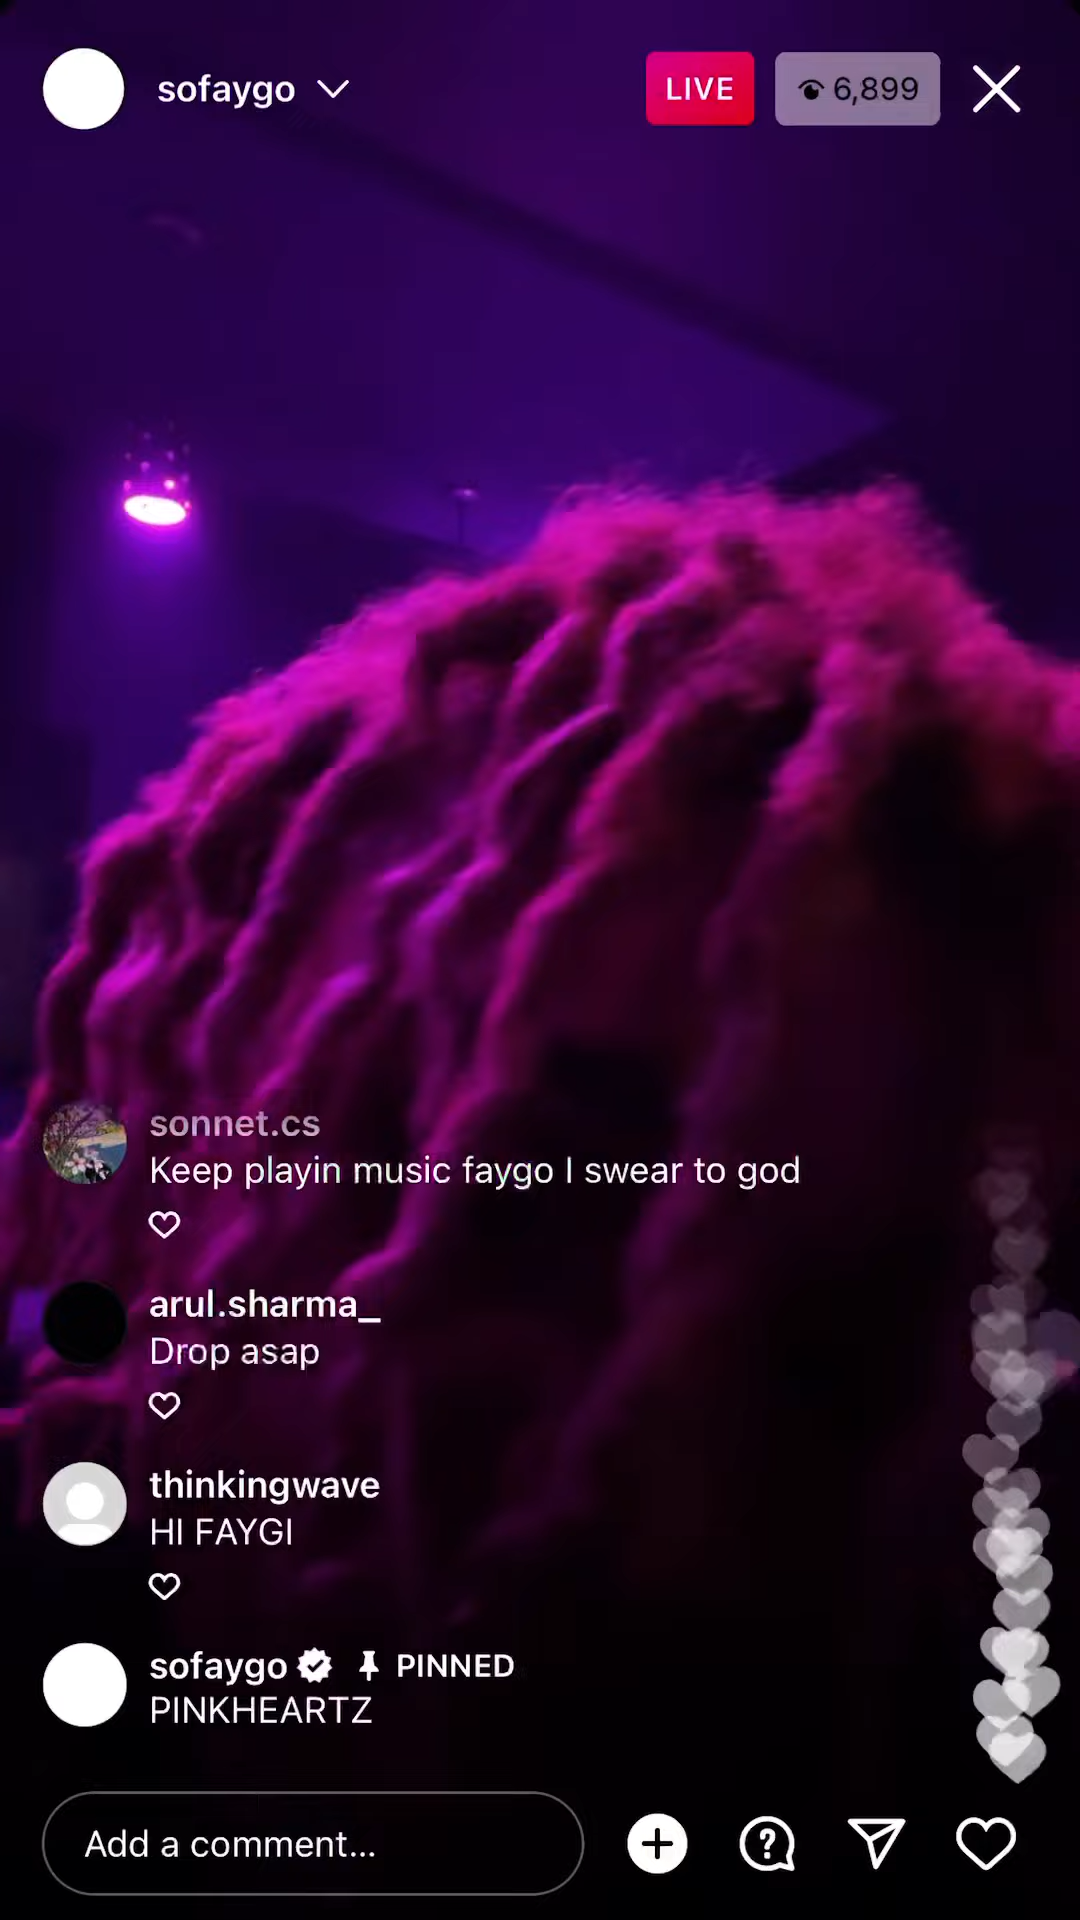 sofaygo
LIVE
6,899
sonnet.cs
Keep playin music faygo I swear to god
arul.sharma_
Drop asap
thinkingwave
HI FAYGI
sofaygo PINNED
PINKHEARTZ
Add a comment...